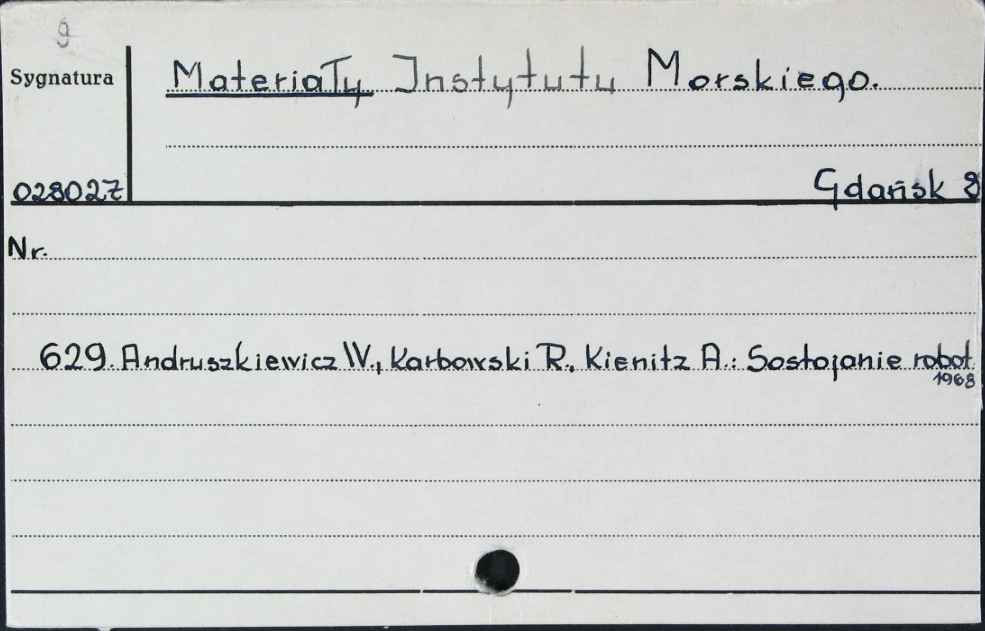 9
Sygnatura
Materiały Instytutu Morskiego.
028027
Gdańsk 8
Nr.
629. Andruszkiewicz W., Karbowski R., Kienitz A.: Sostojanie robot.
1968